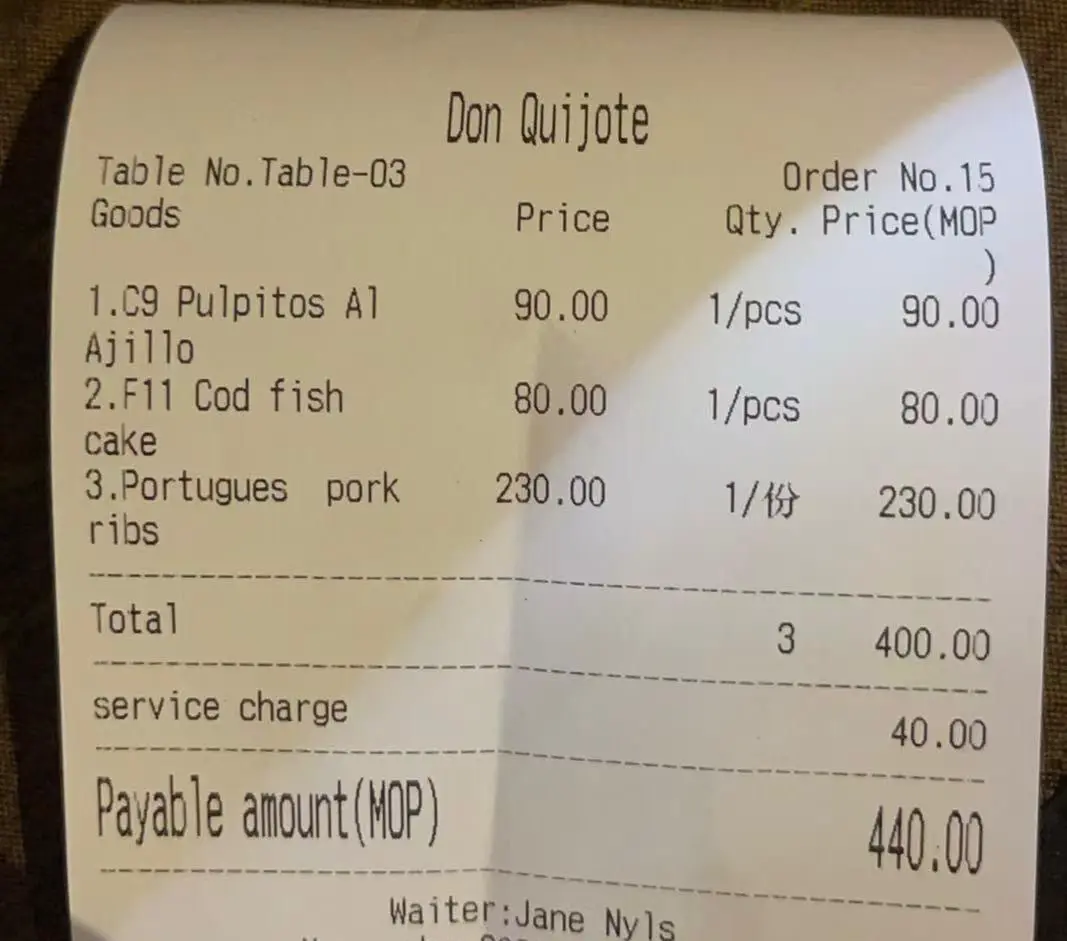 Don Quijote
Table No.Table-03 Order No.15
Goods Price Qty. Price(MOP
)
1.C9 Pulpitos Al 90.00 1/pcs 90.00
Ajillo
2.F11 Cod fish 80.00 1/pcs 80.00
cake
3.Portugues pork 230.00 1/份 230.00
ribs
Total 3 400.00
service charge 40.00
Payable amount(MOP) 440.00
Waiter:Jane Nyls